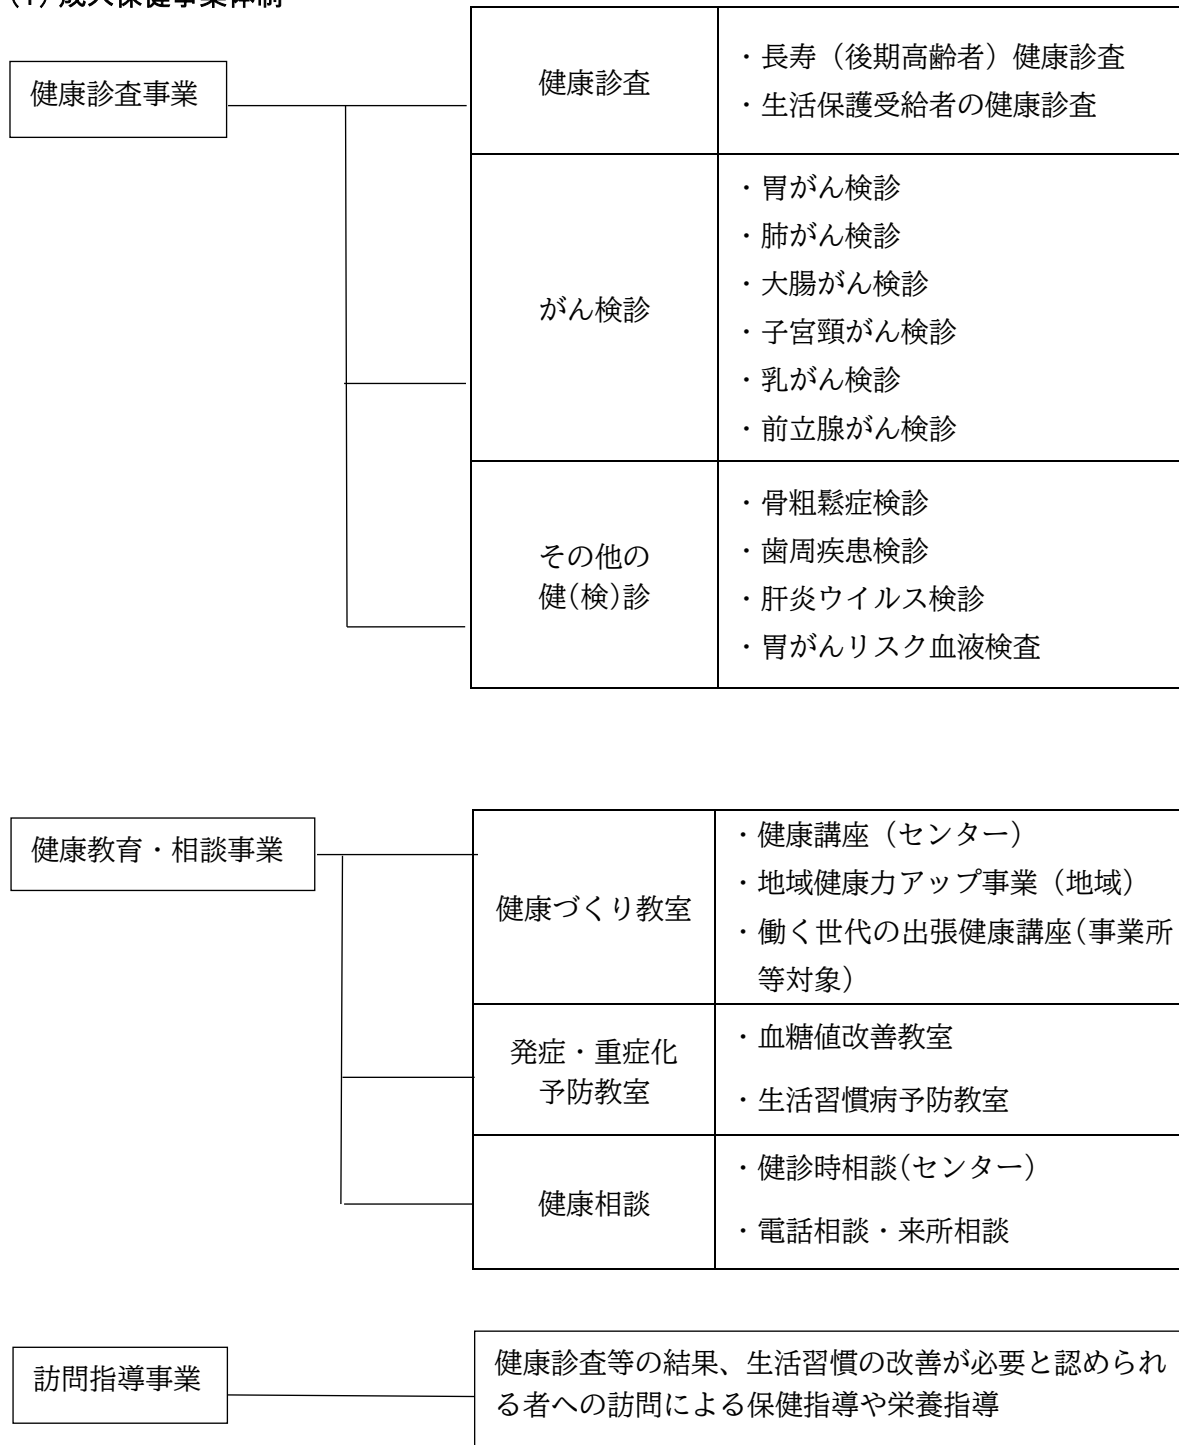 (1) 成人保健事業体制
健康診査事業
健康診査
・長寿（後期高齢者）健康診査
・生活保護受給者の健康診査
がん検診
・胃がん検診
・肺がん検診
・大腸がん検診
・子宮頸がん検診
・乳がん検診
・前立腺がん検診
その他の
健(検)診
・骨粗鬆症検診
・歯周疾患検診
・肝炎ウイルス検診
・胃がんリスク血液検査
健康教育・相談事業
健康づくり教室
・健康講座（センター）
・地域健康力アップ事業（地域）
・働く世代の出張健康講座(事業所
等対象）
発症・重症化
予防教室
・血糖値改善教室
・生活習慣病予防教室
健康相談
・健診時相談(センター）
・電話相談・来所相談
訪問指導事業
健康診査等の結果、生活習慣の改善が必要と認められ
る者への訪問による保健指導や栄養指導